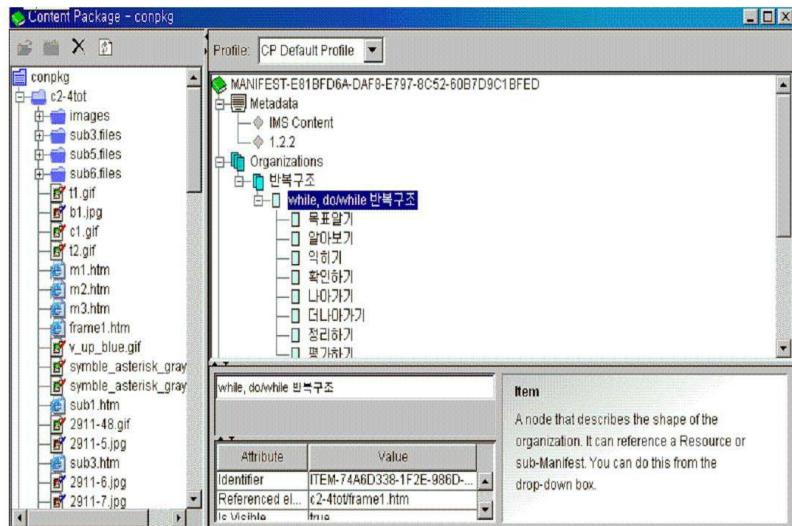 Content Package - conpkg
Profile: CP Default Profile
conpkg
c2-4tot
images
sub3.files
sub5.files
sub6.files
t1.gif
b1.jpg
c1.gif
t2.gif
m1.htm
m2.htm
m3.htm
frame1.htm
v_up_blue.gif
symble_asterisk_gray
symble_asterisk_gray
sub1.htm
2911-48.gif
2911-5.jpg
sub3.htm
2911-6.jpg
2911-7.jpg
MANIFEST-E81BFD6A-DAF8-E797-8C52-60B7D9C1BFED
Metadata
IMS Content
1.2.2
Organizations
반복구조
while, do/while 반복구조
목표알기
알아보기
익히기
확인하기
나아가기
더나아가기
정리하기
평가하기
while, do/while 반복구조
Attribute Value
Identifier ITEM-74A6D338-1F2E-986D-...
Referenced el... c2-4tot/frame1.htm
Is Visible true
Item
A node that describes the shape of the
organization. It can reference a Resource or
sub-Manifest. You can do this from the
drop-down box.